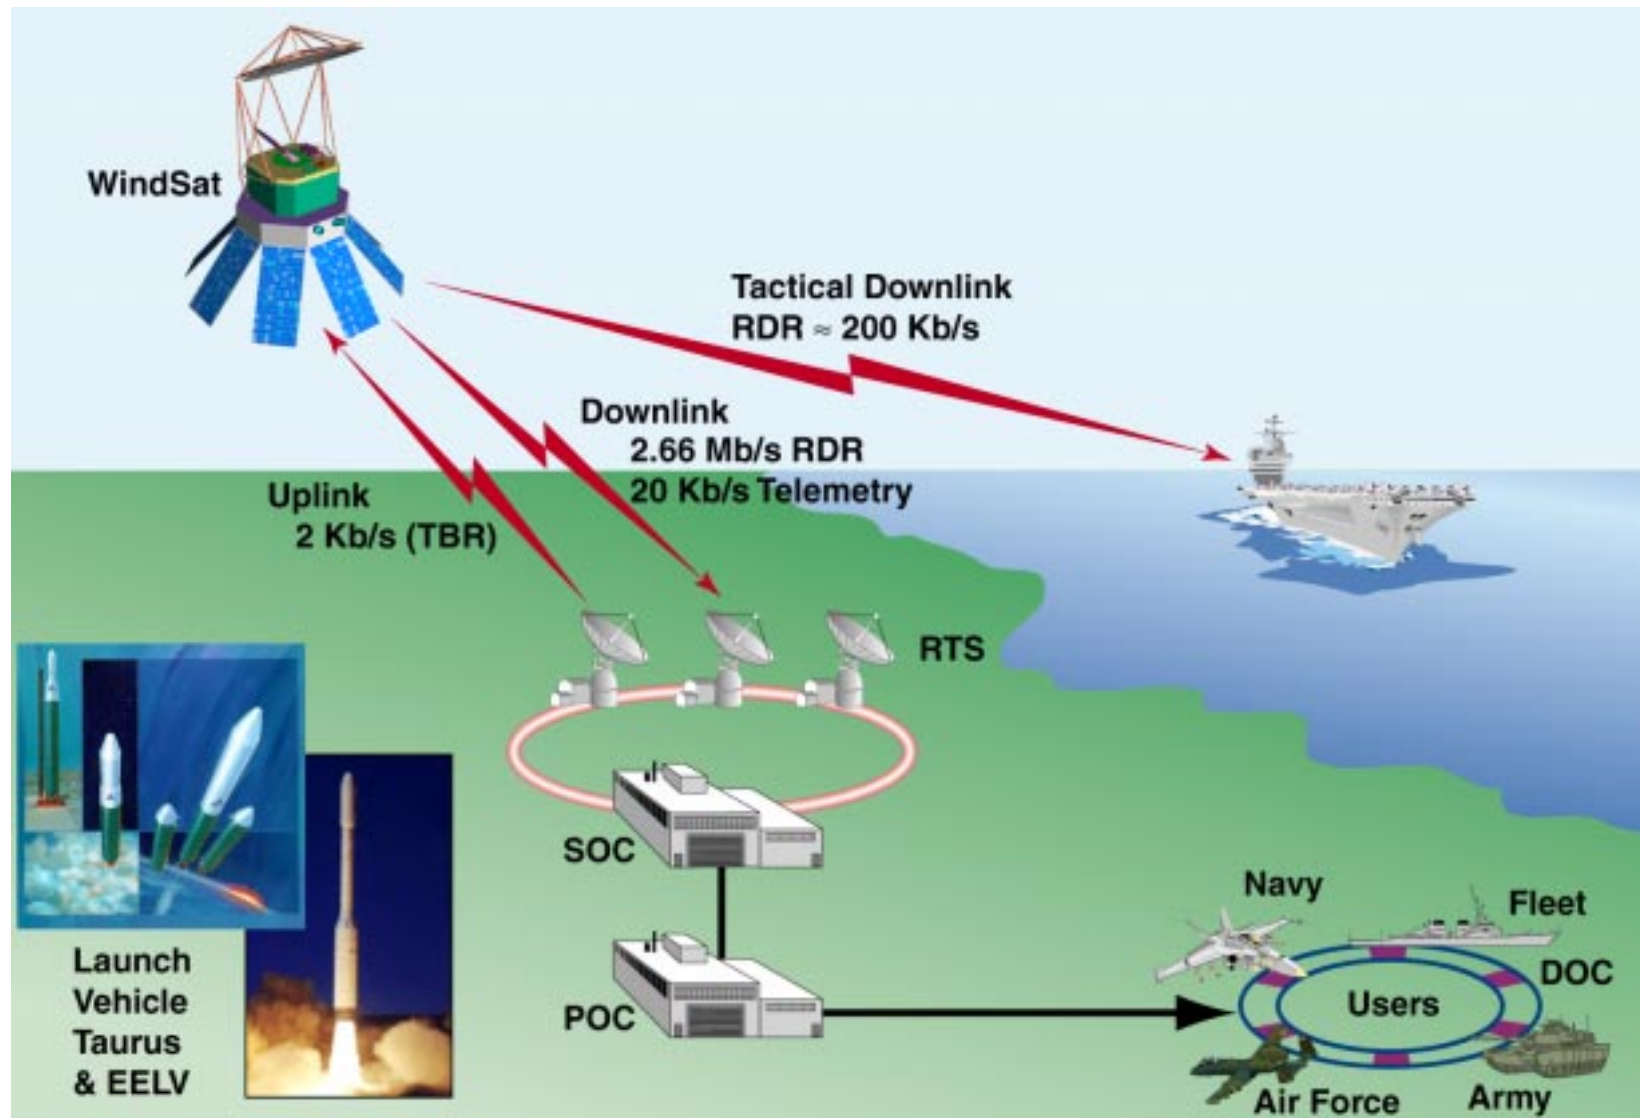 WindSat
Tactical Downlink
RDR ≈ 200 Kb/s
Downlink
2.66 Mb/s RDR
20 Kb/s Telemetry
Uplink
2 Kb/s (TBR)
RTS
SOC
POC
Launch
Vehicle
Taurus
& EELV
Navy
Fleet
DOC
Users
Air Force
Army